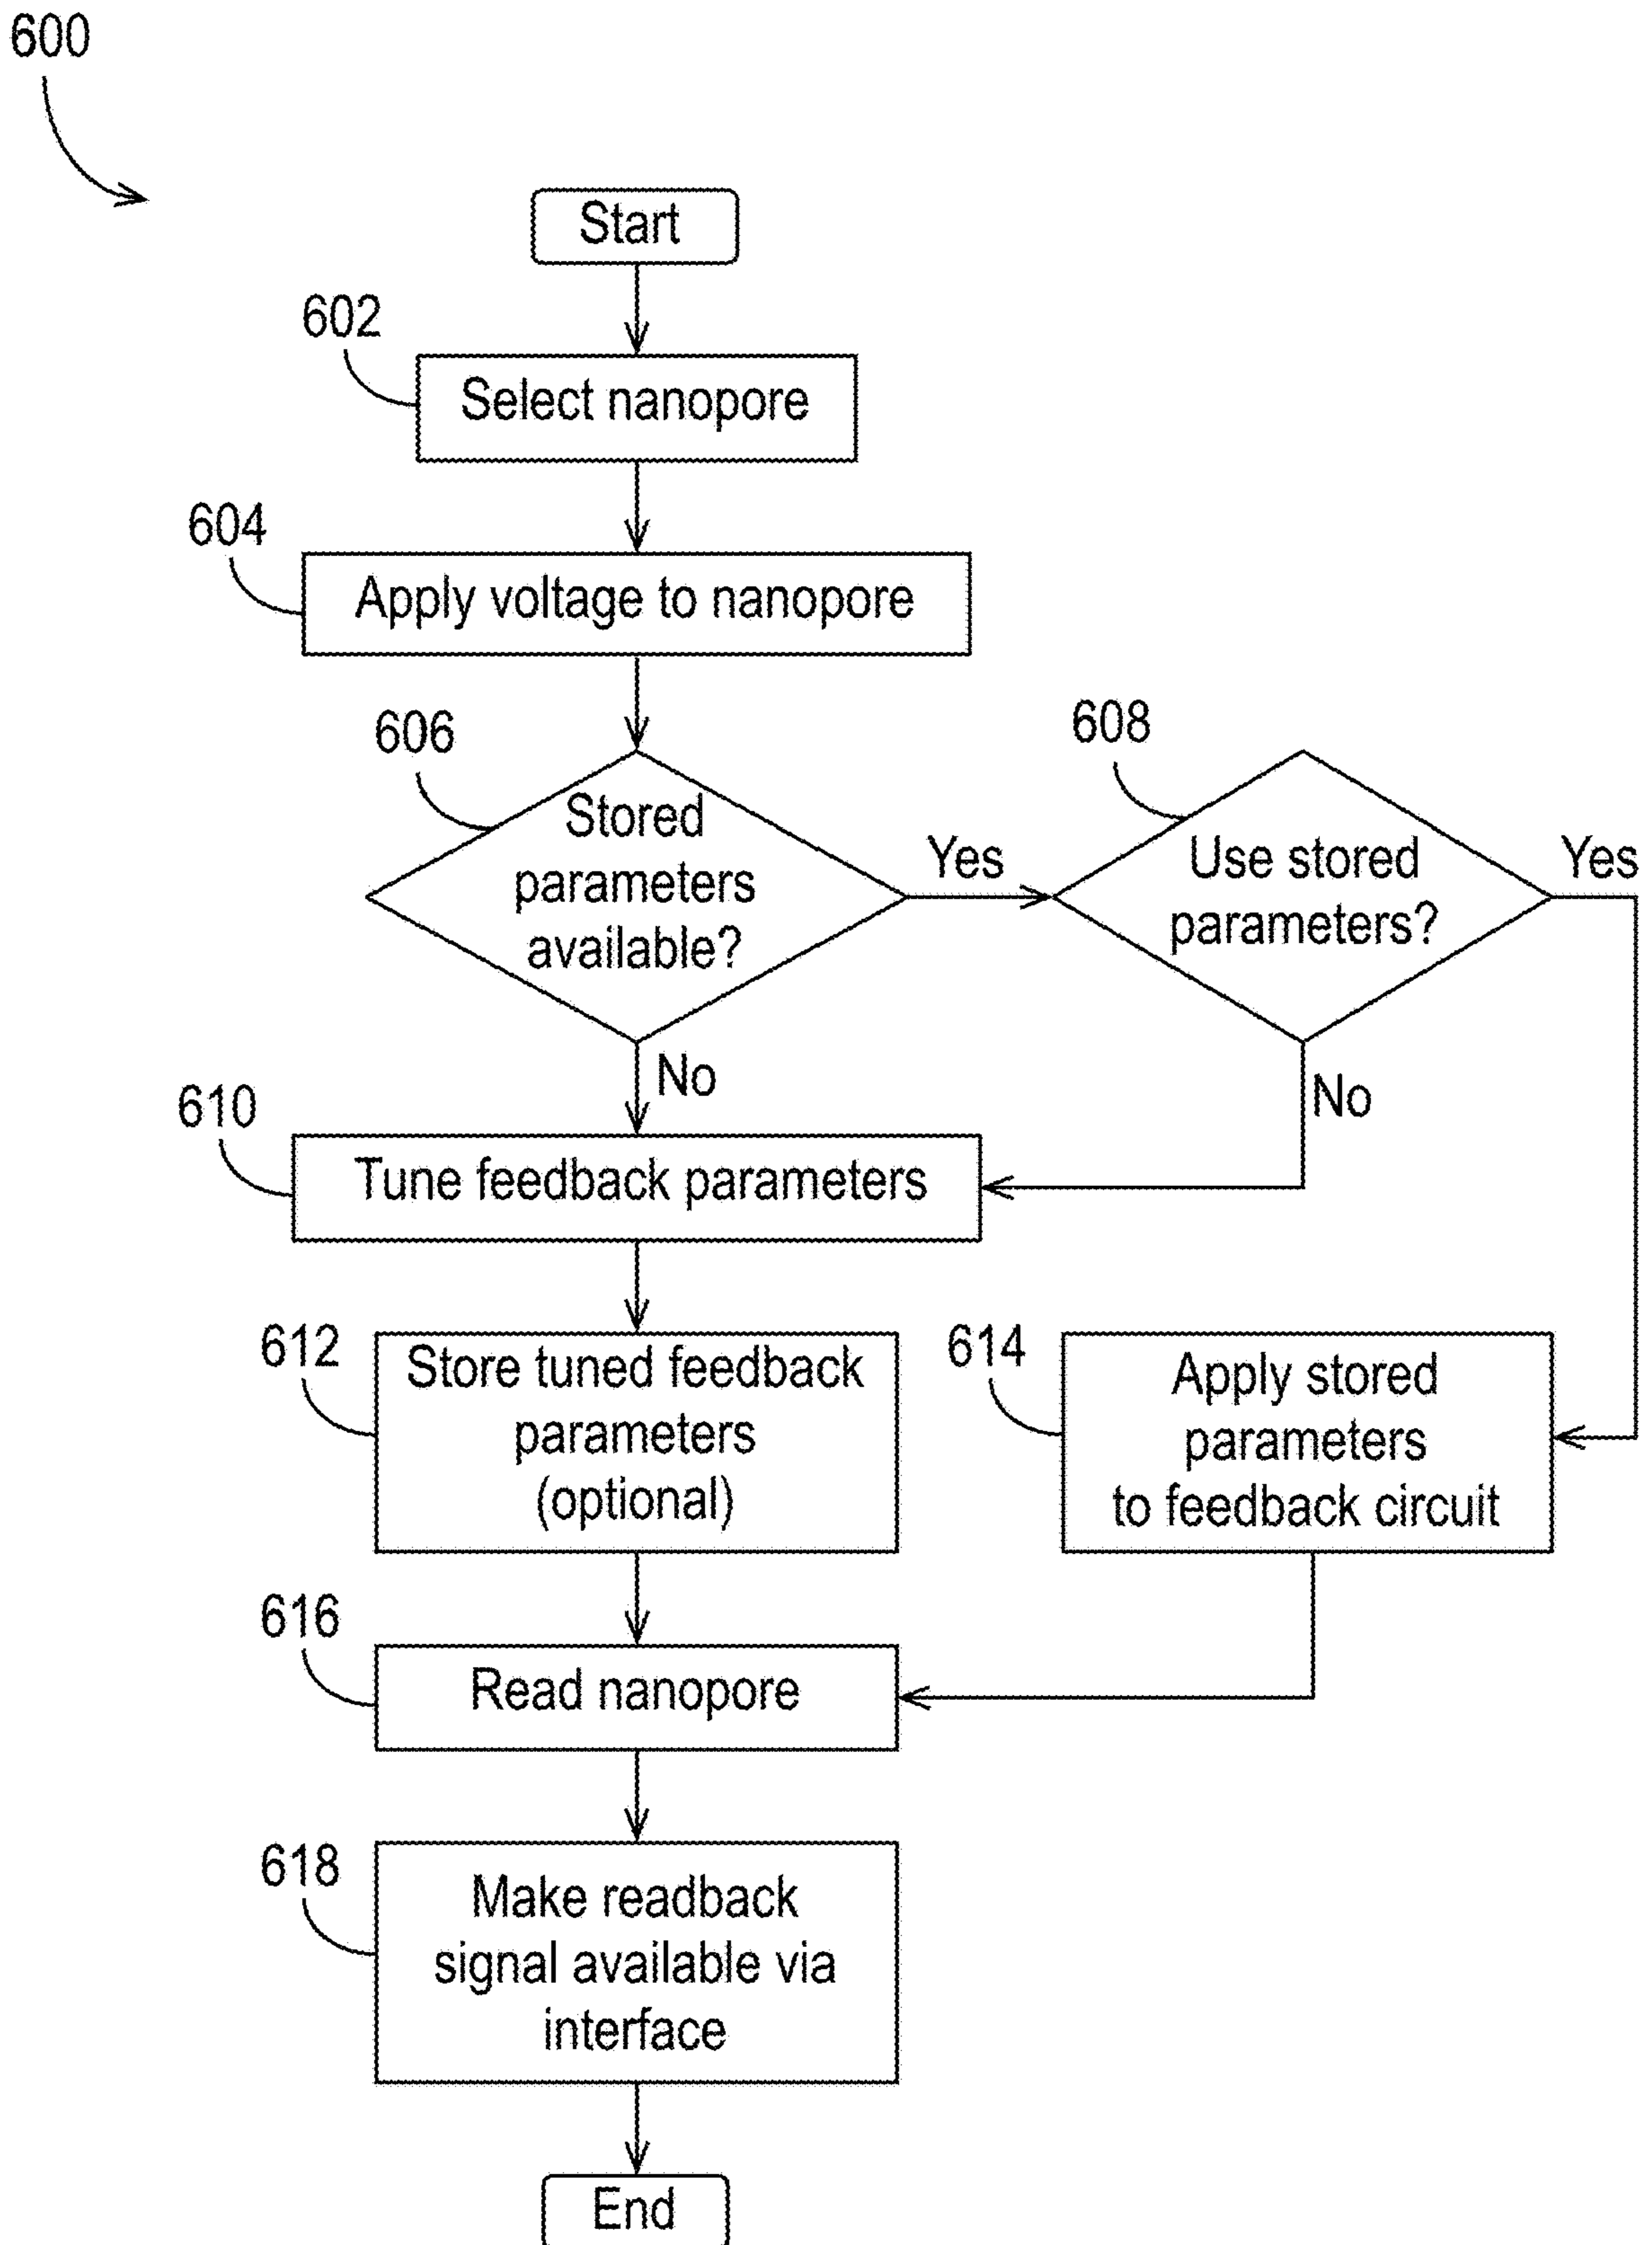 600
Start
602
Select nanopore
604
Apply voltage to nanopore
606
Stored
parameters
available?
Yes
608
Use stored
parameters?
Yes
No
No
610
Tune feedback parameters
612
Store tuned feedback
parameters
(optional)
614
Apply stored
parameters
to feedback circuit
616
Read nanopore
618
Make readback
signal available via
interface
End